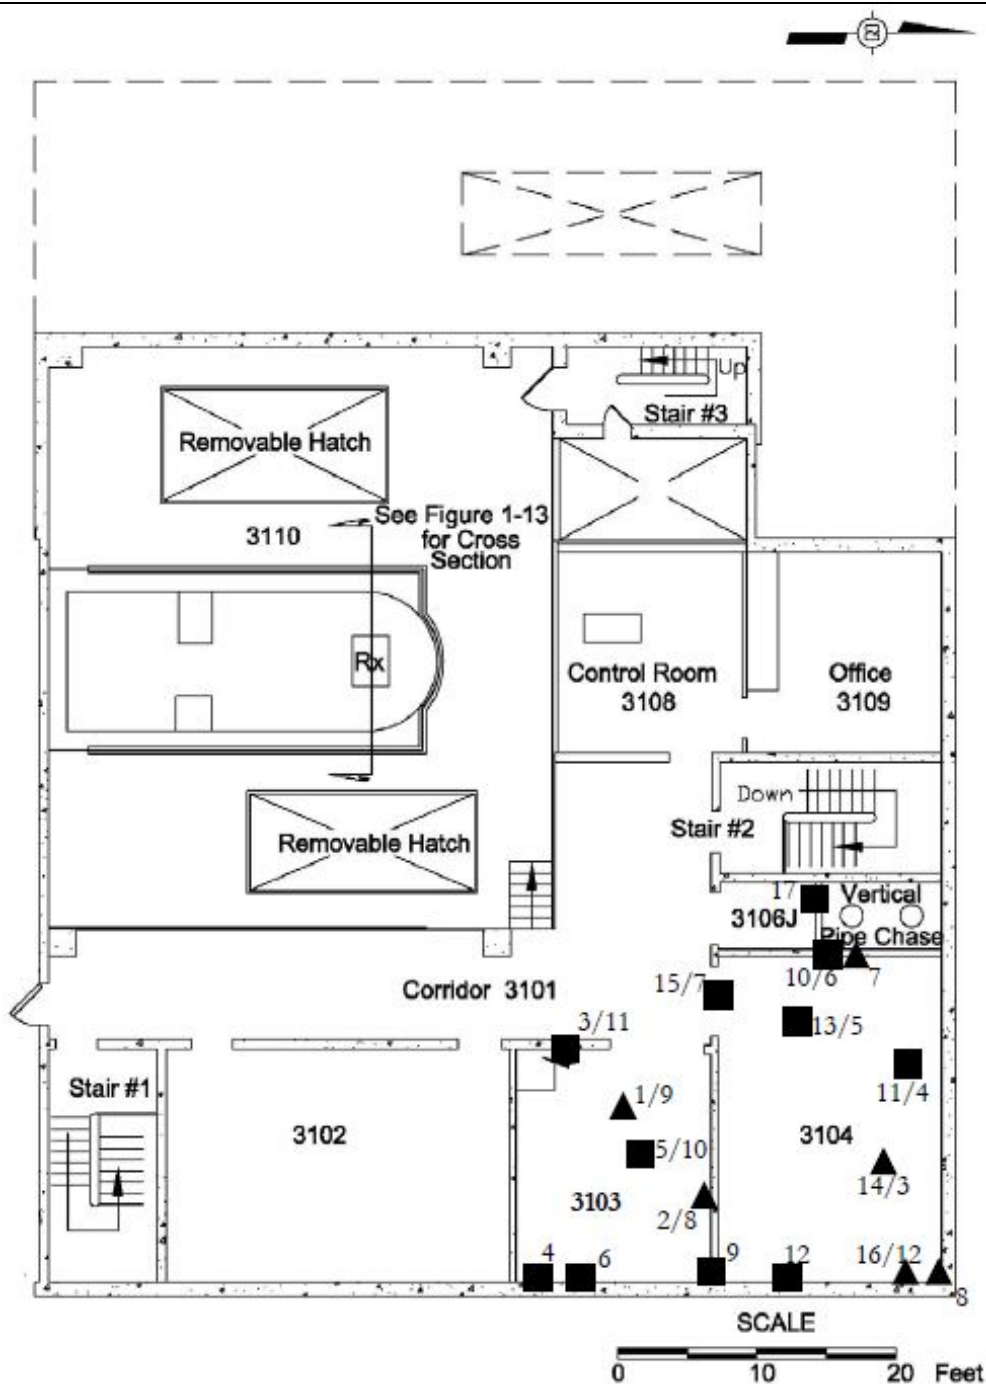 Up
Stair #3
Removable Hatch
See Figure 1-13
for Cross
Section
3110
Rx
Control Room
3108
Office
3109
Down
Stair #2
Removable Hatch
17
Vertical
3106J
Pipe Chase
10/6
7
Corridor 3101
15/7
13/5
3/11
11/4
Stair #1
1/9
3102
5/10
3104
14/3
3103
2/8
4
6
9
12
16/12
8
SCALE
0 10 20 Feet